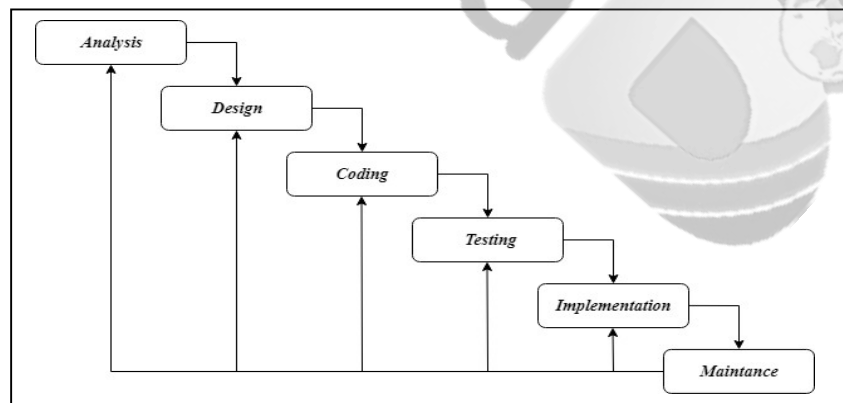 Analysis
Design
Coding
Testing
Implementation
Maintance